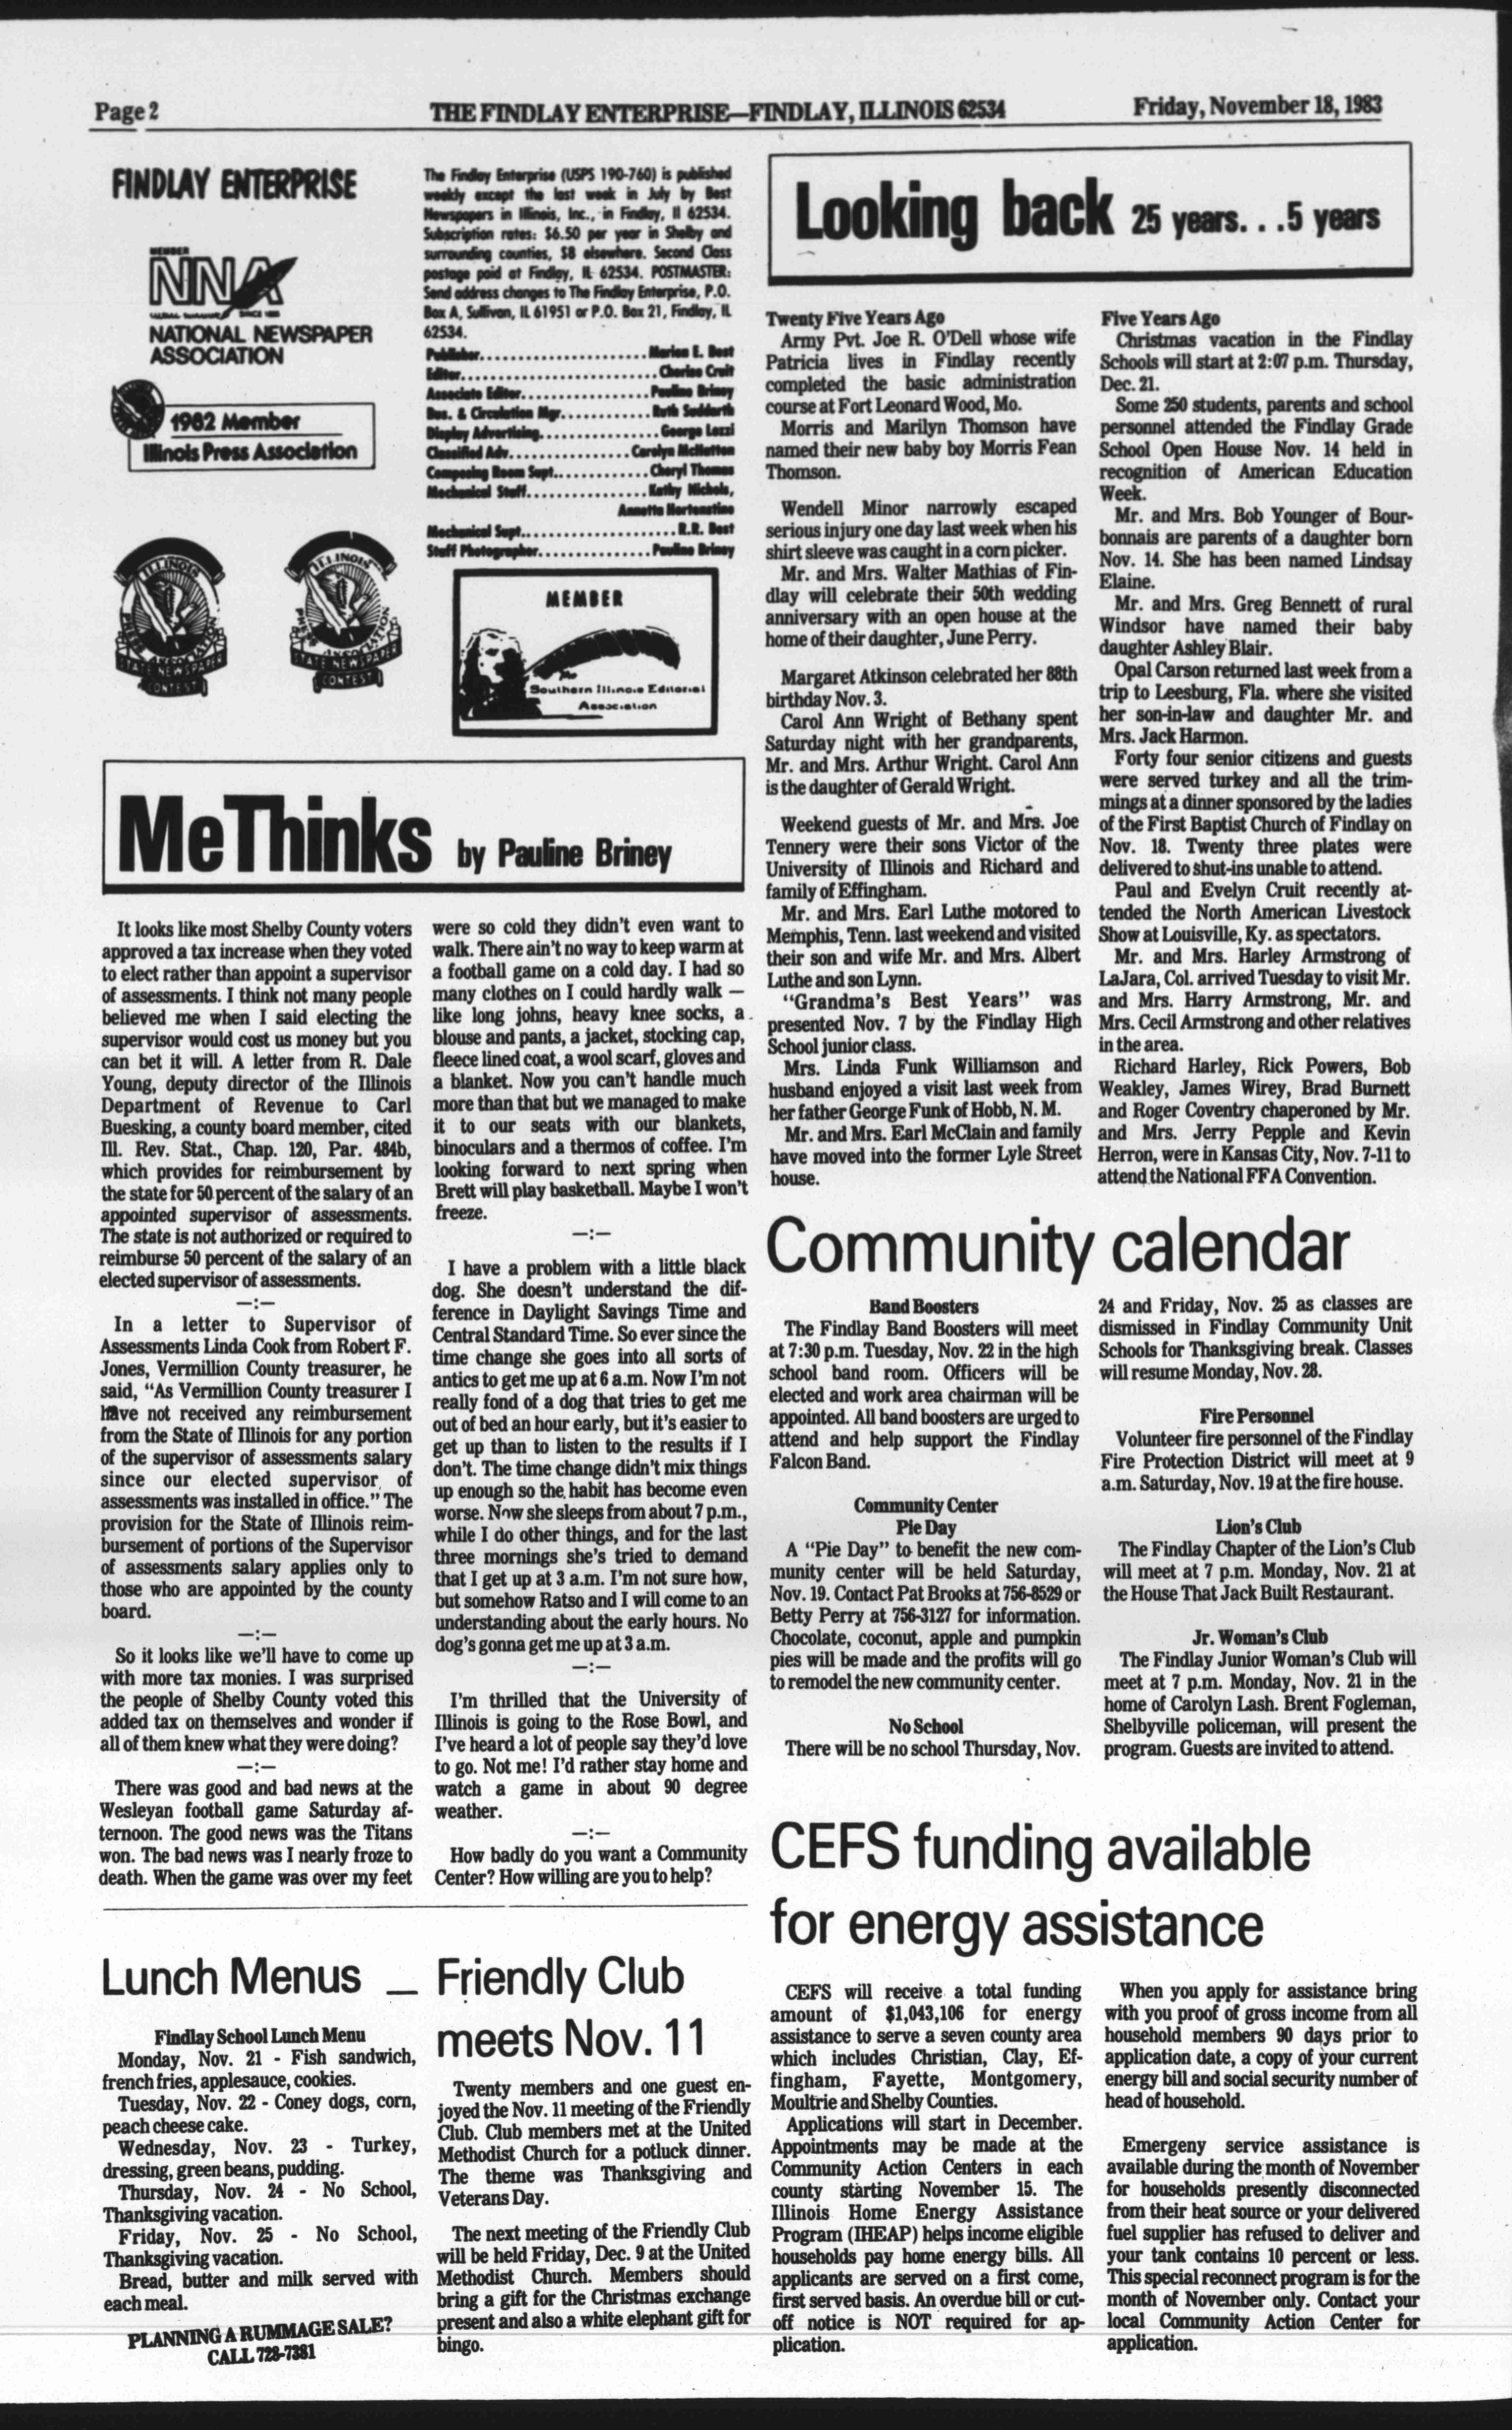 Page 2
THE FINDLAY ENTERPRISE—FINDLAY, ILLINOIS 62534
Friday, November 18, 1983
FINDLAY ENTERPRISE
MEMBER
NNA
SINCE 1885
NATIONAL NEWSPAPER
ASSOCIATION
1982 Member
Illinois Press Association
ILLINOIS
PRESS ASSOCIATION
STATE NEWSPAPER
CONTEST
ILLINOIS
PRESS ASSOCIATION
STATE NEWSPAPER
CONTEST
The Findlay Enterprise (USPS 190-760) is published
weekly except the last week in July by Best
Newspapers in Illinois, Inc., in Findlay, Il 62534.
Subscription rates: $6.50 per year in Shelby and
surrounding counties, $8 elsewhere. Second Class
postage paid at Findlay, IL 62534. POSTMASTER:
Send address changes to The Findlay Enterprise, P.O.
Box A, Sullivan, IL 61951 or P.O. Box 21, Findlay, IL
62534.
Publisher......................Marion E. Best
Editor............................Charlee Cruit
Associate Editor..................Pauline Briney
Bus. & Circulation Mgr............Ruth Suddarth
Display Advertising.................George Lozzi
Classified Adv.................Carolyn McHutton
Composing Room Supt.............Cheryl Thomas
Mechanical Staff.................Kathy Nichols,
Annetta Hortenstine
Mechanical Supt......................R.R. Best
Staff Photographer................Pauline Briney
MEMBER
Southern Illinois Editorial
Association
MeThinks by Pauline Briney
It looks like most Shelby County voters
approved a tax increase when they voted
to elect rather than appoint a supervisor
of assessments. I think not many people
believed me when I said electing the
supervisor would cost us money but you
can bet it will. A letter from R. Dale
Young, deputy director of the Illinois
Department of Revenue to Carl
Buesking, a county board member, cited
Ill. Rev. Stat., Chap. 120, Par. 484b,
which provides for reimbursement by
the state for 50 percent of the salary of an
appointed supervisor of assessments.
The state is not authorized or required to
reimburse 50 percent of the salary of an
elected supervisor of assessments.
—:—
In a letter to Supervisor of
Assessments Linda Cook from Robert F.
Jones, Vermillion County treasurer, he
said, "As Vermillion County treasurer I
have not received any reimbursement
from the State of Illinois for any portion
of the supervisor of assessments salary
since our elected supervisor of
assessments was installed in office." The
provision for the State of Illinois reim-
bursement of portions of the Supervisor
of assessments salary applies only to
those who are appointed by the county
board.
—:—
So it looks like we'll have to come up
with more tax monies. I was surprised
the people of Shelby County voted this
added tax on themselves and wonder if
all of them knew what they were doing?
—:—
There was good and bad news at the
Wesleyan football game Saturday af-
ternoon. The good news was the Titans
won. The bad news was I nearly froze to
death. When the game was over my feet
were so cold they didn't even want to
walk. There ain't no way to keep warm at
a football game on a cold day. I had so
many clothes on I could hardly walk —
like long johns, heavy knee socks, a
blouse and pants, a jacket, stocking cap,
fleece lined coat, a wool scarf, gloves and
a blanket. Now you can't handle much
more than that but we managed to make
it to our seats with our blankets,
binoculars and a thermos of coffee. I'm
looking forward to next spring when
Brett will play basketball. Maybe I won't
freeze.
—:—
I have a problem with a little black
dog. She doesn't understand the dif-
ference in Daylight Savings Time and
Central Standard Time. So ever since the
time change she goes into all sorts of
antics to get me up at 6 a.m. Now I'm not
really fond of a dog that tries to get me
out of bed an hour early, but it's easier to
get up than to listen to the results if I
don't. The time change didn't mix things
up enough so the habit has become even
worse. Now she sleeps from about 7 p.m.,
while I do other things, and for the last
three mornings she's tried to demand
that I get up at 3 a.m. I'm not sure how,
but somehow Ratso and I will come to an
understanding about the early hours. No
dog's gonna get me up at 3 a.m.
—:—
I'm thrilled that the University of
Illinois is going to the Rose Bowl, and
I've heard a lot of people say they'd love
to go. Not me! I'd rather stay home and
watch a game in about 90 degree
weather.
—:—
How badly do you want a Community
Center? How willing are you to help?
Lunch Menus
Findlay School Lunch Menu
Monday, Nov. 21 - Fish sandwich,
french fries, applesauce, cookies.
Tuesday, Nov. 22 - Coney dogs, corn,
peach cheese cake.
Wednesday, Nov. 23 - Turkey,
dressing, green beans, pudding.
Thursday, Nov. 24 - No School,
Thanksgiving vacation.
Friday, Nov. 25 - No School,
Thanksgiving vacation.
Bread, butter and milk served with
each meal.
PLANNING A RUMMAGE SALE?
CALL 728-7381
Friendly Club
meets Nov. 11
Twenty members and one guest en-
joyed the Nov. 11 meeting of the Friendly
Club. Club members met at the United
Methodist Church for a potluck dinner.
The theme was Thanksgiving and
Veterans Day.
The next meeting of the Friendly Club
will be held Friday, Dec. 9 at the United
Methodist Church. Members should
bring a gift for the Christmas exchange
present and also a white elephant gift for
bingo.
Looking back 25 years. . .5 years
Twenty Five Years Ago
Army Pvt. Joe R. O'Dell whose wife
Patricia lives in Findlay recently
completed the basic administration
course at Fort Leonard Wood, Mo.
Morris and Marilyn Thomson have
named their new baby boy Morris Fean
Thomson.
Wendell Minor narrowly escaped
serious injury one day last week when his
shirt sleeve was caught in a corn picker.
Mr. and Mrs. Walter Mathias of Fin-
dlay will celebrate their 50th wedding
anniversary with an open house at the
home of their daughter, June Perry.
Margaret Atkinson celebrated her 88th
birthday Nov. 3.
Carol Ann Wright of Bethany spent
Saturday night with her grandparents,
Mr. and Mrs. Arthur Wright. Carol Ann
is the daughter of Gerald Wright.
Weekend guests of Mr. and Mrs. Joe
Tennery were their sons Victor of the
University of Illinois and Richard and
family of Effingham.
Mr. and Mrs. Earl Luthe motored to
Memphis, Tenn. last weekend and visited
their son and wife Mr. and Mrs. Albert
Luthe and son Lynn.
"Grandma's Best Years" was
presented Nov. 7 by the Findlay High
School junior class.
Mrs. Linda Funk Williamson and
husband enjoyed a visit last week from
her father George Funk of Hobb, N. M.
Mr. and Mrs. Earl McClain and family
have moved into the former Lyle Street
house.
Five Years Ago
Christmas vacation in the Findlay
Schools will start at 2:07 p.m. Thursday,
Dec. 21.
Some 250 students, parents and school
personnel attended the Findlay Grade
School Open House Nov. 14 held in
recognition of American Education
Week.
Mr. and Mrs. Bob Younger of Bour-
bonnais are parents of a daughter born
Nov. 14. She has been named Lindsay
Elaine.
Mr. and Mrs. Greg Bennett of rural
Windsor have named their baby
daughter Ashley Blair.
Opal Carson returned last week from a
trip to Leesburg, Fla. where she visited
her son-in-law and daughter Mr. and
Mrs. Jack Harmon.
Forty four senior citizens and guests
were served turkey and all the trim-
mings at a dinner sponsored by the ladies
of the First Baptist Church of Findlay on
Nov. 18. Twenty three plates were
delivered to shut-ins unable to attend.
Paul and Evelyn Cruit recently at-
tended the North American Livestock
Show at Louisville, Ky. as spectators.
Mr. and Mrs. Harley Armstrong of
LaJara, Col. arrived Tuesday to visit Mr.
and Mrs. Harry Armstrong, Mr. and
Mrs. Cecil Armstrong and other relatives
in the area.
Richard Harley, Rick Powers, Bob
Weakley, James Wirey, Brad Burnett
and Roger Coventry chaperoned by Mr.
and Mrs. Jerry Pepple and Kevin
Herron, were in Kansas City, Nov. 7-11 to
attend the National FFA Convention.
Community calendar
Band Boosters
The Findlay Band Boosters will meet
at 7:30 p.m. Tuesday, Nov. 22 in the high
school band room. Officers will be
elected and work area chairman will be
appointed. All band boosters are urged to
attend and help support the Findlay
Falcon Band.
Community Center
Pie Day
A "Pie Day" to benefit the new com-
munity center will be held Saturday,
Nov. 19. Contact Pat Brooks at 756-8529 or
Betty Perry at 756-3127 for information.
Chocolate, coconut, apple and pumpkin
pies will be made and the profits will go
to remodel the new community center.
No School
There will be no school Thursday, Nov.
24 and Friday, Nov. 25 as classes are
dismissed in Findlay Community Unit
Schools for Thanksgiving break. Classes
will resume Monday, Nov. 28.
Fire Personnel
Volunteer fire personnel of the Findlay
Fire Protection District will meet at 9
a.m. Saturday, Nov. 19 at the fire house.
Lion's Club
The Findlay Chapter of the Lion's Club
will meet at 7 p.m. Monday, Nov. 21 at
the House That Jack Built Restaurant.
Jr. Woman's Club
The Findlay Junior Woman's Club will
meet at 7 p.m. Monday, Nov. 21 in the
home of Carolyn Lash. Brent Fogleman,
Shelbyville policeman, will present the
program. Guests are invited to attend.
CEFS funding available
for energy assistance
CEFS will receive a total funding
amount of $1,043,106 for energy
assistance to serve a seven county area
which includes Christian, Clay, Ef-
fingham, Fayette, Montgomery,
Moultrie and Shelby Counties.
Applications will start in December.
Appointments may be made at the
Community Action Centers in each
county starting November 15. The
Illinois Home Energy Assistance
Program (IHEAP) helps income eligible
households pay home energy bills. All
applicants are served on a first come,
first served basis. An overdue bill or cut-
off notice is NOT required for ap-
plication.
When you apply for assistance bring
with you proof of gross income from all
household members 90 days prior to
application date, a copy of your current
energy bill and social security number of
head of household.
Emergeny service assistance is
available during the month of November
for households presently disconnected
from their heat source or your delivered
fuel supplier has refused to deliver and
your tank contains 10 percent or less.
This special reconnect program is for the
month of November only. Contact your
local Community Action Center for
application.